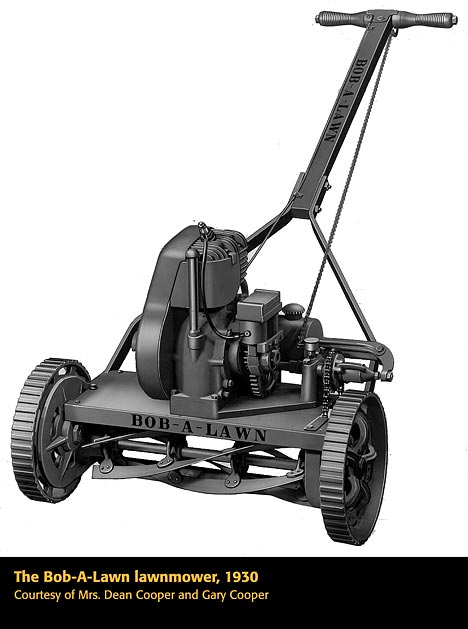 BOB-A-LAWN
BOB-A-LAWN
The Bob-A-Lawn lawnmower, 1930
Courtesy of Mrs. Dean Cooper and Gary Cooper